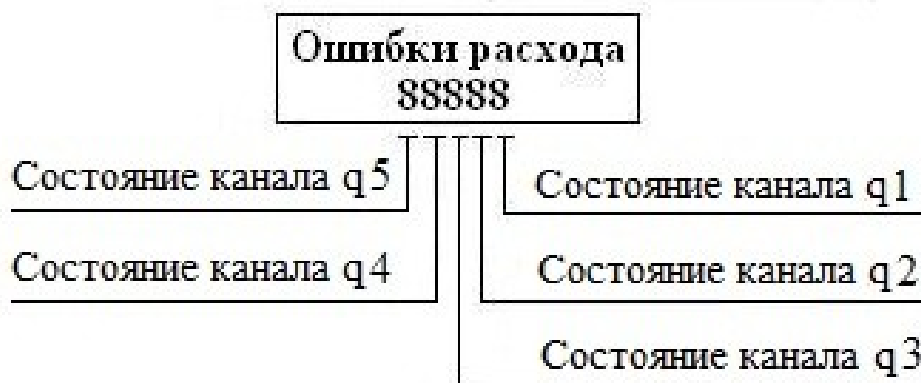 Ошибки расхода
88888
Состояние канала q5
Состояние канала q1
Состояние канала q4
Состояние канала q2
Состояние канала q3